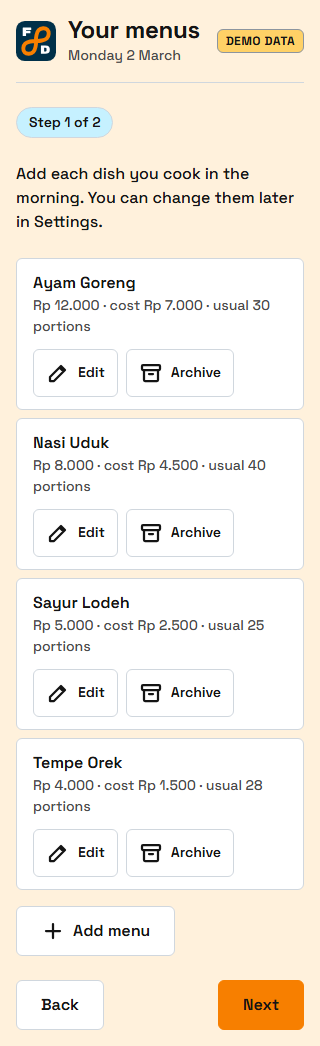 F D
Your menus
Monday 2 March
DEMO DATA
Step 1 of 2
Add each dish you cook in the
morning. You can change them later
in Settings.
Ayam Goreng
Rp 12.000 · cost Rp 7.000 · usual 30
portions
Edit
Archive
Nasi Uduk
Rp 8.000 · cost Rp 4.500 · usual 40
portions
Edit
Archive
Sayur Lodeh
Rp 5.000 · cost Rp 2.500 · usual 25
portions
Edit
Archive
Tempe Orek
Rp 4.000 · cost Rp 1.500 · usual 28
portions
Edit
Archive
Add menu
Back
Next